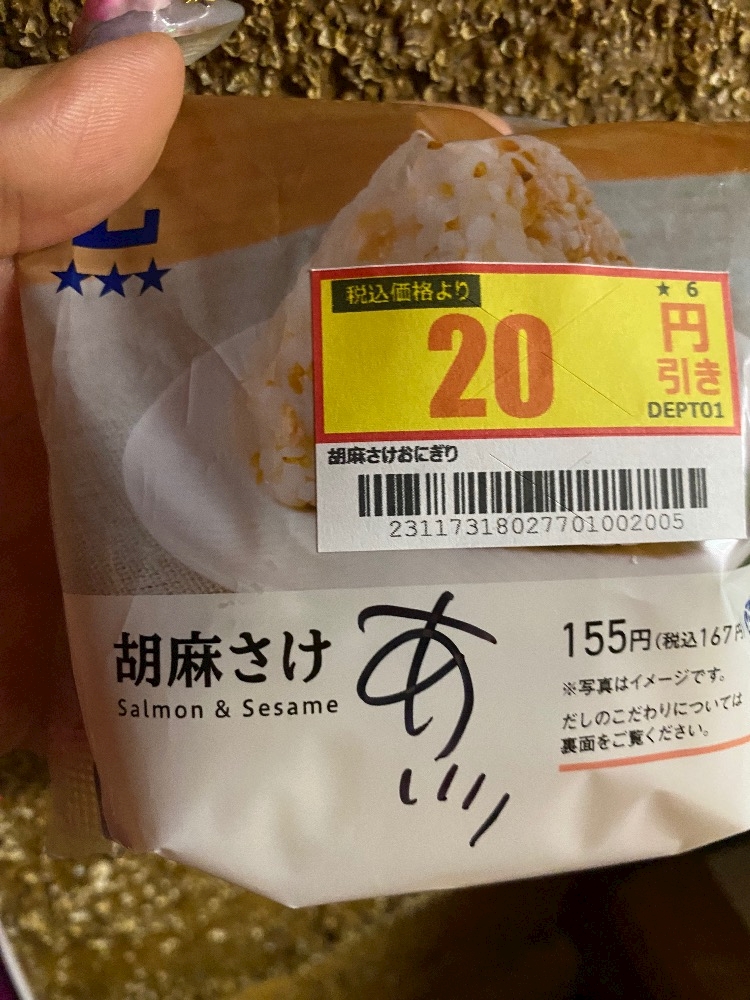 ★★★
税込価格より
20
★ 6
円
引き
DEPT01
胡麻さけおにぎり
23117318027701002005
胡麻さけ
Salmon & Sesame
あ
155円(税込167円
※写真はイメージです。
だしのこだわりについては
裏面をご覧ください。